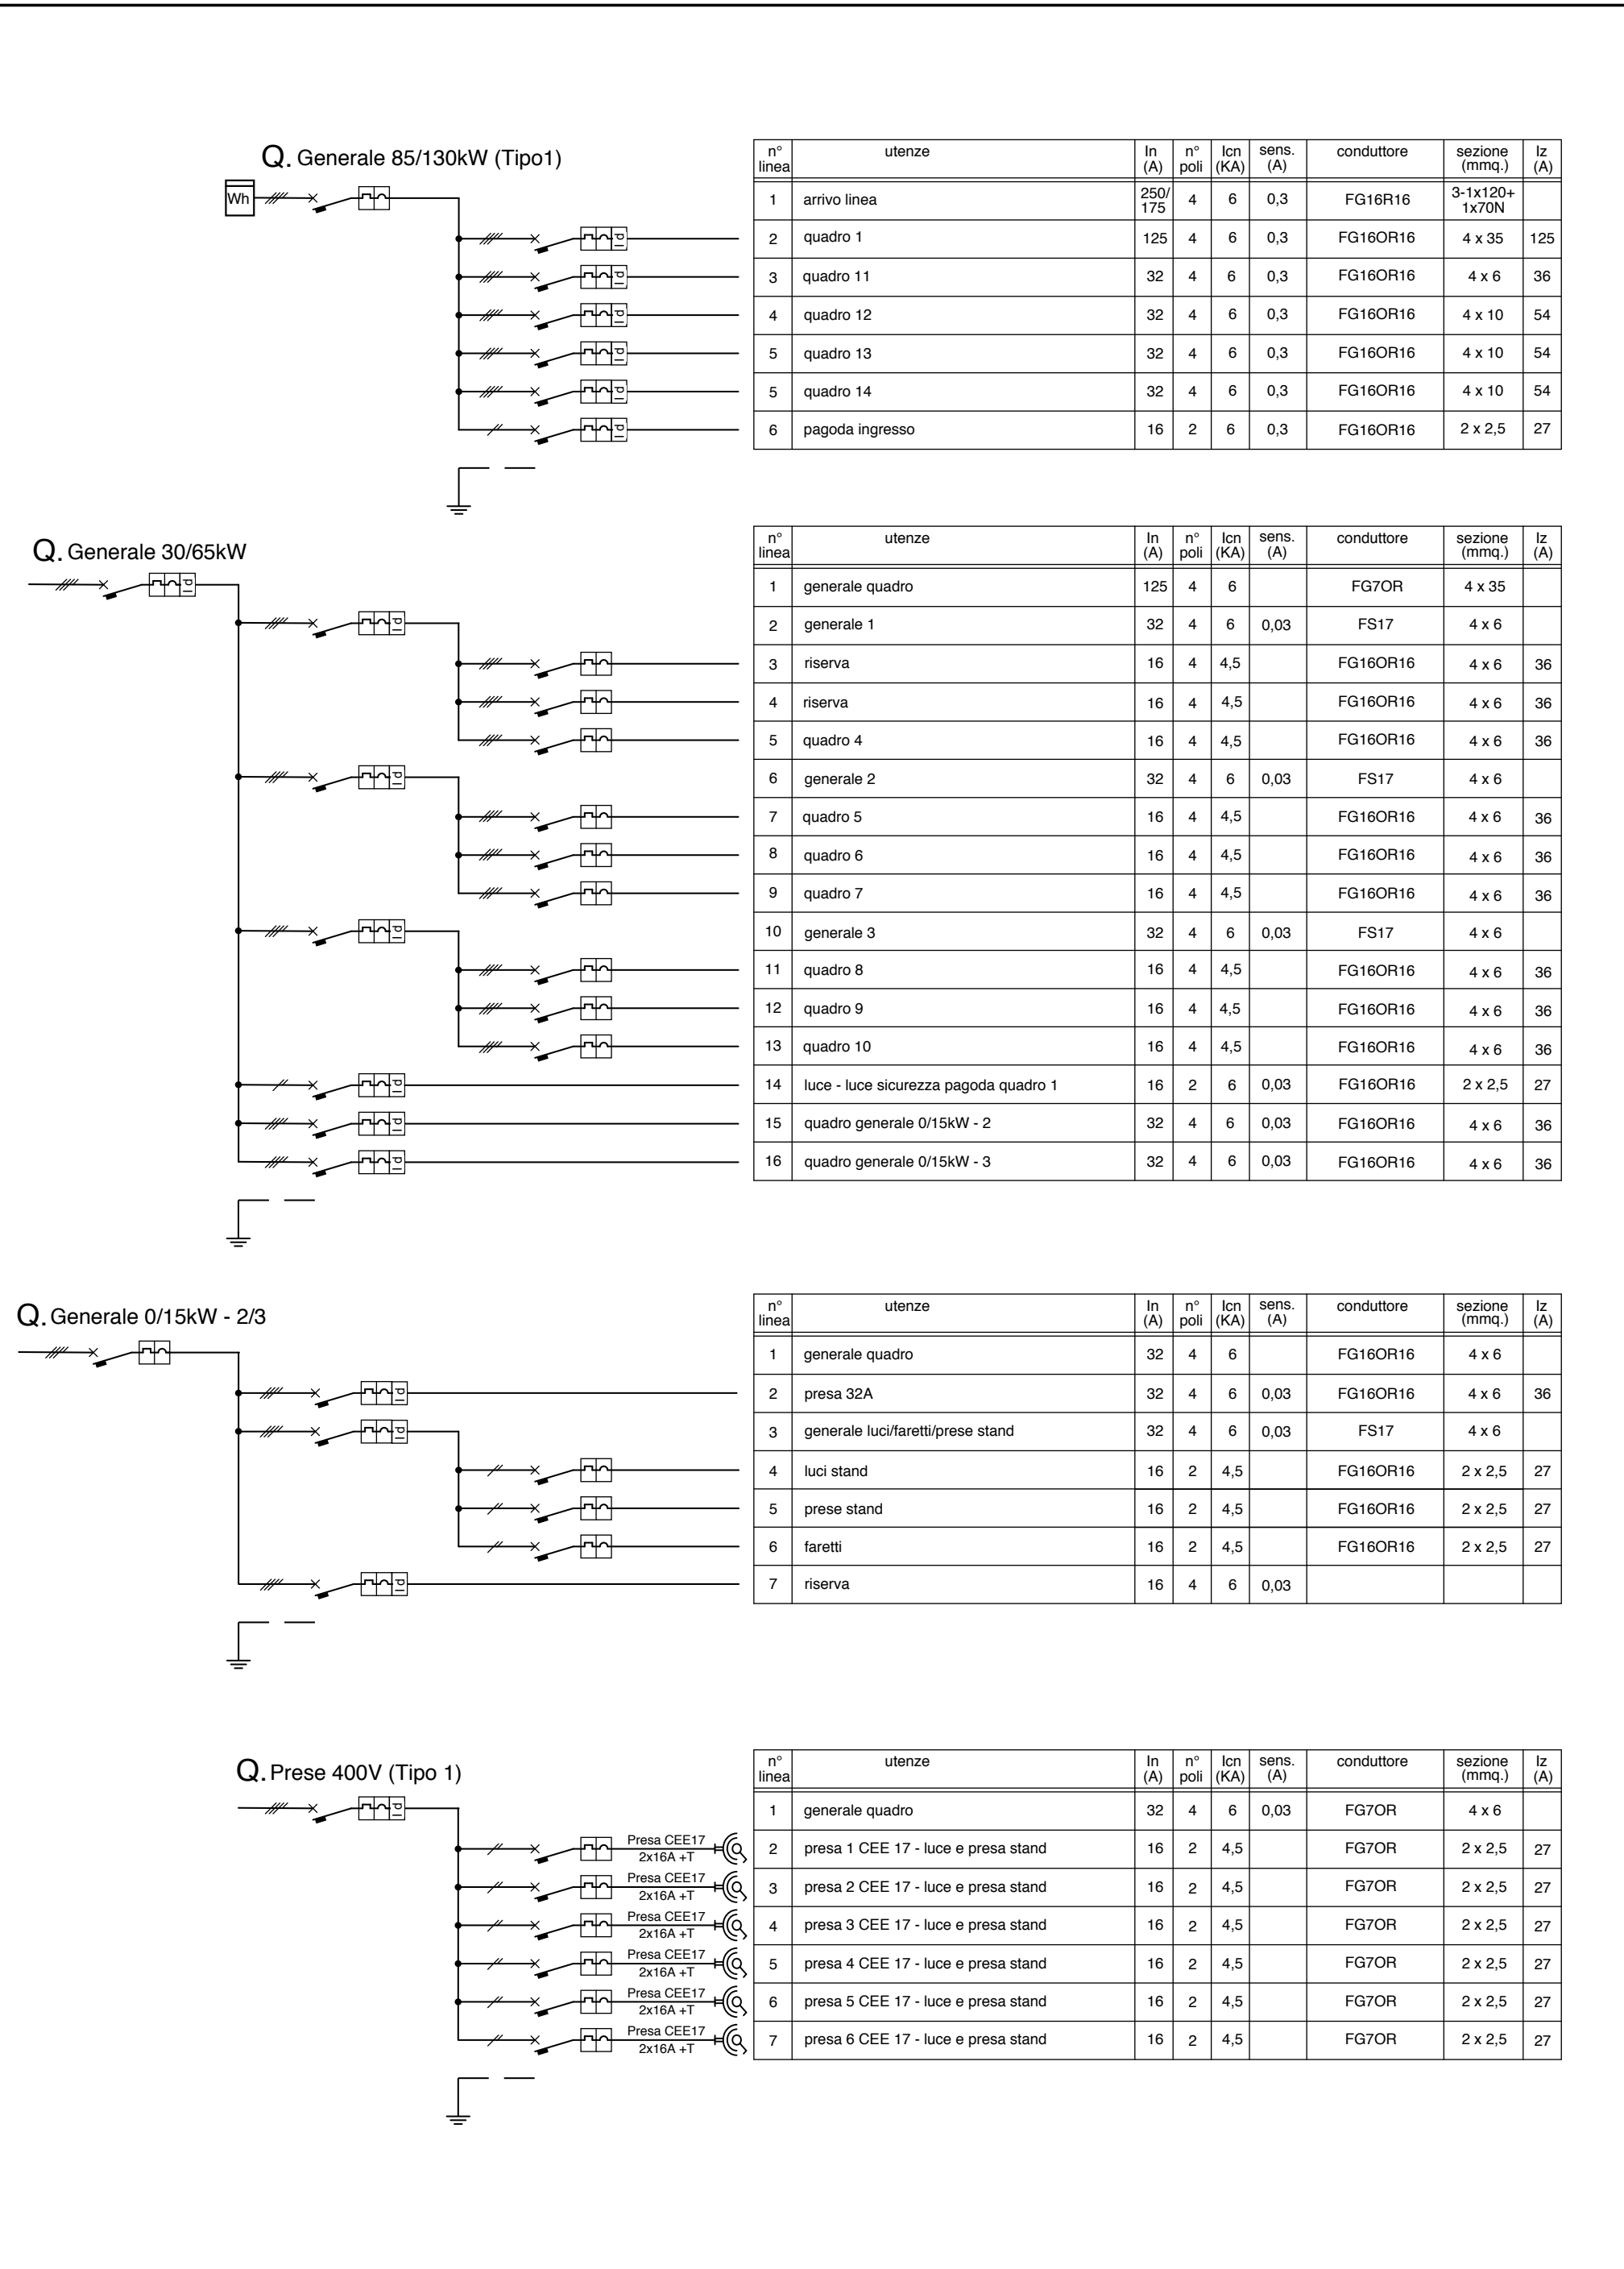 Q. Generale 85/130kW (Tipo1)
Wh
Id
Id
Id
Id
Id
Id
n° linea utenze In (A) n° poli Icn (KA) sens. (A) conduttore sezione (mmq.) Iz (A)
1 arrivo linea 250/175 4 6 0,3 FG16R16 3-1x120+1x70N
2 quadro 1 125 4 6 0,3 FG16OR16 4 x 35 125
3 quadro 11 32 4 6 0,3 FG16OR16 4 x 6 36
4 quadro 12 32 4 6 0,3 FG16OR16 4 x 10 54
5 quadro 13 32 4 6 0,3 FG16OR16 4 x 10 54
5 quadro 14 32 4 6 0,3 FG16OR16 4 x 10 54
6 pagoda ingresso 16 2 6 0,3 FG16OR16 2 x 2,5 27
Q. Generale 30/65kW
Id
Id
Id
Id
Id
Id
Id
n° linea utenze In (A) n° poli Icn (KA) sens. (A) conduttore sezione (mmq.) Iz (A)
1 generale quadro 125 4 6 FG7OR 4 x 35
2 generale 1 32 4 6 0,03 FS17 4 x 6
3 riserva 16 4 4,5 FG16OR16 4 x 6 36
4 riserva 16 4 4,5 FG16OR16 4 x 6 36
5 quadro 4 16 4 4,5 FG16OR16 4 x 6 36
6 generale 2 32 4 6 0,03 FS17 4 x 6
7 quadro 5 16 4 4,5 FG16OR16 4 x 6 36
8 quadro 6 16 4 4,5 FG16OR16 4 x 6 36
9 quadro 7 16 4 4,5 FG16OR16 4 x 6 36
10 generale 3 32 4 6 0,03 FS17 4 x 6
11 quadro 8 16 4 4,5 FG16OR16 4 x 6 36
12 quadro 9 16 4 4,5 FG16OR16 4 x 6 36
13 quadro 10 16 4 4,5 FG16OR16 4 x 6 36
14 luce - luce sicurezza pagoda quadro 1 16 2 6 0,03 FG16OR16 2 x 2,5 27
15 quadro generale 0/15kW - 2 32 4 6 0,03 FG16OR16 4 x 6 36
16 quadro generale 0/15kW - 3 32 4 6 0,03 FG16OR16 4 x 6 36
Q. Generale 0/15kW - 2/3
Id
Id
Id
n° linea utenze In (A) n° poli Icn (KA) sens. (A) conduttore sezione (mmq.) Iz (A)
1 generale quadro 32 4 6 FG16OR16 4 x 6
2 presa 32A 32 4 6 0,03 FG16OR16 4 x 6 36
3 generale luci/faretti/prese stand 32 4 6 0,03 FS17 4 x 6
4 luci stand 16 2 4,5 FG16OR16 2 x 2,5 27
5 prese stand 16 2 4,5 FG16OR16 2 x 2,5 27
6 faretti 16 2 4,5 FG16OR16 2 x 2,5 27
7 riserva 16 4 6 0,03
Q. Prese 400V (Tipo 1)
Id
Presa CEE17
2x16A +T
Presa CEE17
2x16A +T
Presa CEE17
2x16A +T
Presa CEE17
2x16A +T
Presa CEE17
2x16A +T
Presa CEE17
2x16A +T
n° linea utenze In (A) n° poli Icn (KA) sens. (A) conduttore sezione (mmq.) Iz (A)
1 generale quadro 32 4 6 0,03 FG7OR 4 x 6
2 presa 1 CEE 17 - luce e presa stand 16 2 4,5 FG7OR 2 x 2,5 27
3 presa 2 CEE 17 - luce e presa stand 16 2 4,5 FG7OR 2 x 2,5 27
4 presa 3 CEE 17 - luce e presa stand 16 2 4,5 FG7OR 2 x 2,5 27
5 presa 4 CEE 17 - luce e presa stand 16 2 4,5 FG7OR 2 x 2,5 27
6 presa 5 CEE 17 - luce e presa stand 16 2 4,5 FG7OR 2 x 2,5 27
7 presa 6 CEE 17 - luce e presa stand 16 2 4,5 FG7OR 2 x 2,5 27